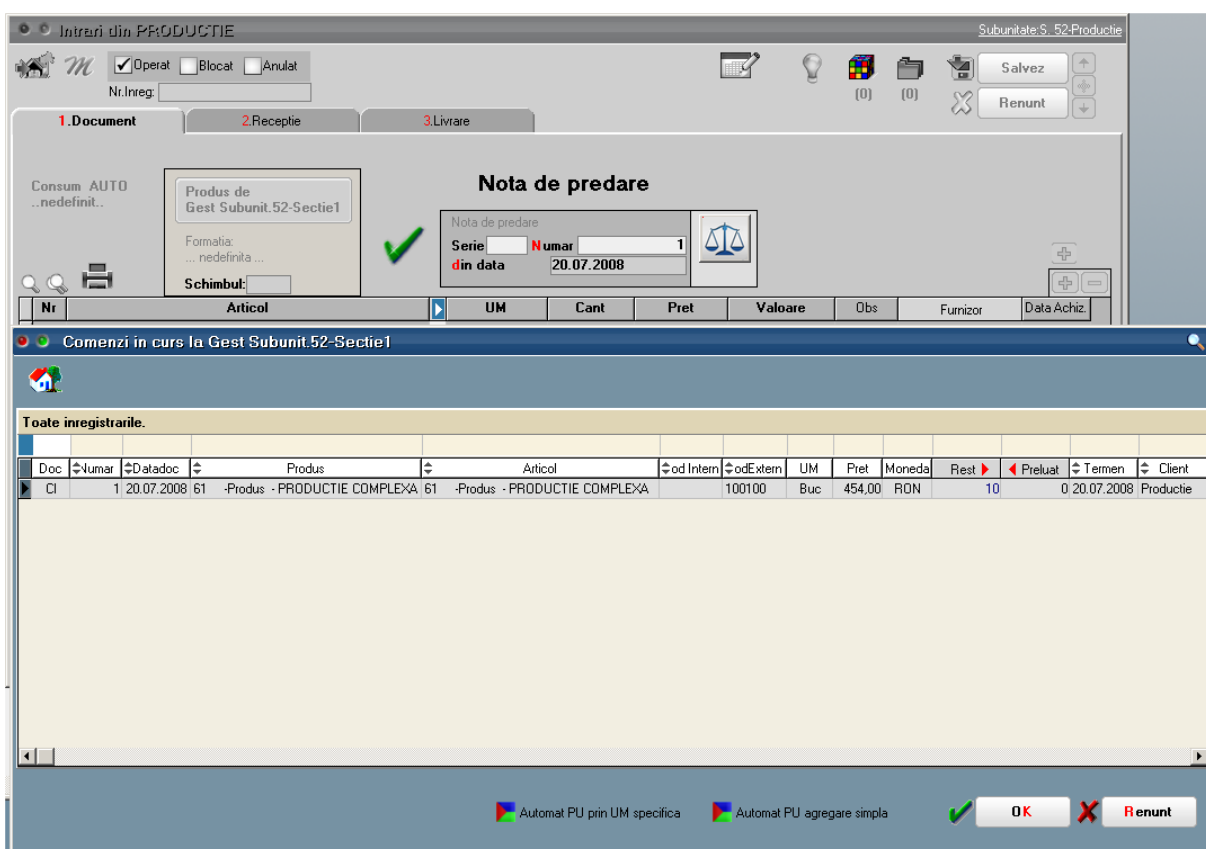 Intrari din PRODUCTIE Subunitate:S_52-Productie
Operat Blocat Anulat Salvez
Nr.Inreg: (0) (0) Renunt
1.Document 2.Receptie 3.Livrare
Consum AUTO
..nedefinit..
Produs de
Gest Subunit.52-Sectie1
Formatia:
... nedefinita ...
Schimbul:
Nota de predare
Nota de predare
Serie Numar 1
din data 20.07.2008
Nr Articol UM Cant Pret Valoare Obs Furnizor Data Achiz.
Comenzi in curs la Gest Subunit.52-Sectie1
Toate inregistrarile.
Doc Numar Datadoc Produs Articol od Intern odExtern UM Pret Moneda Rest Preluat Termen Client
CI 1 20.07.2008 61 -Produs - PRODUCTIE COMPLEXA 61 -Produs - PRODUCTIE COMPLEXA 100100 Buc 454,00 RON 10 0 20.07.2008 Productie
Automat PU prin UM specifica Automat PU agregare simpla OK Renunt